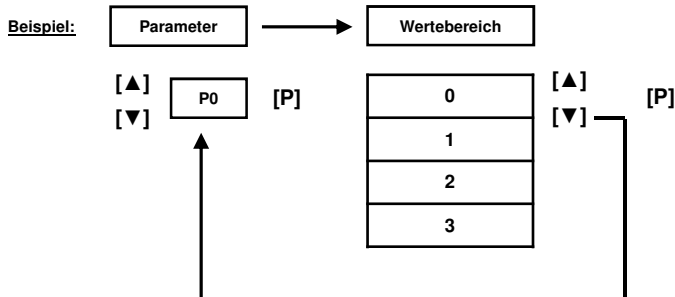 Beispiel: Parameter Wertebereich
[▲] [▲]
P0 [P] 0 [P]
[▼] [▼]
1
2
3